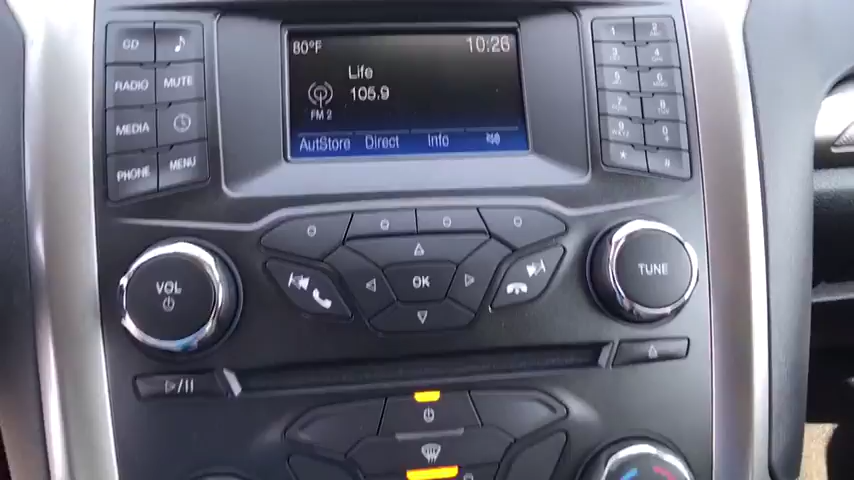 CD
80°F
10:26
1 2
Life
3 4
RADIO MUTE
105.9
5 6
FM 2
7 8
MEDIA
AutoStore Direct Info
9 0
PHONE MENU
* #
VOL
OK
TUNE